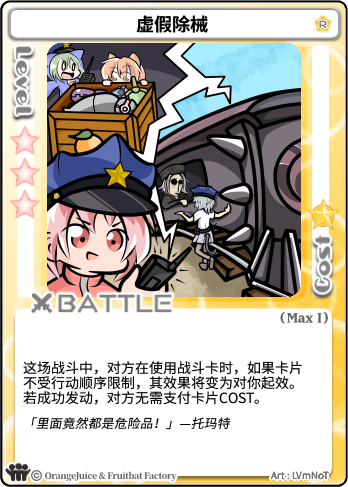 虚假除械
R
Level
Cost
BATTLE
(Max 1)
这场战斗中，对方在使用战斗卡时，如果卡片
不受行动顺序限制，其效果将变为对你起效。
若成功发动，对方无需支付卡片COST。
「里面竟然都是危险品！」—托玛特
© OrangeJuice & Fruitbat Factory
Art.: LVmNoT